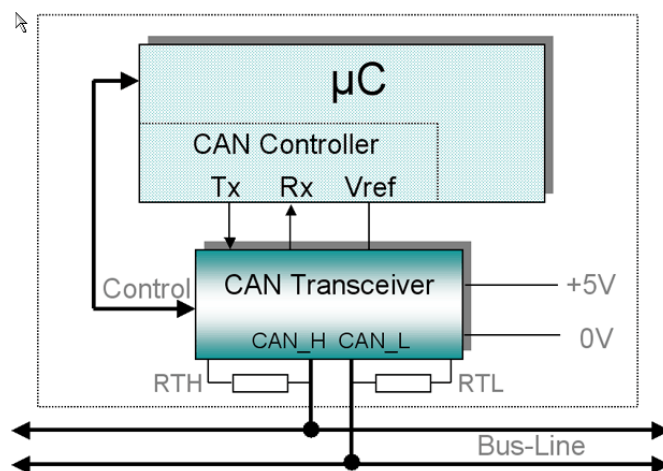 µC
CAN Controller
Tx Rx Vref
Control
CAN Transceiver
+5V
CAN_H CAN_L
0V
RTH
RTL
Bus-Line